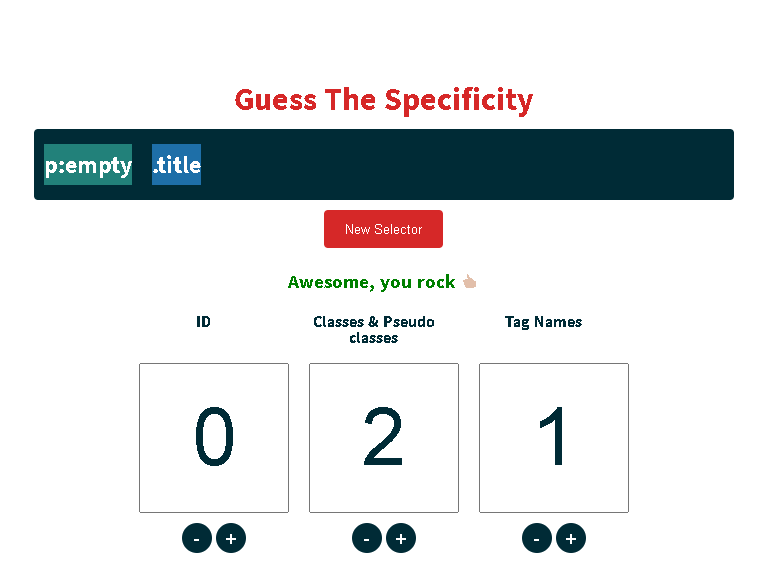 Guess The Specificity
p:empty .title
New Selector
Awesome, you rock 👍🏼
ID Classes & Pseudo classes Tag Names
0 2 1
- + - + - +